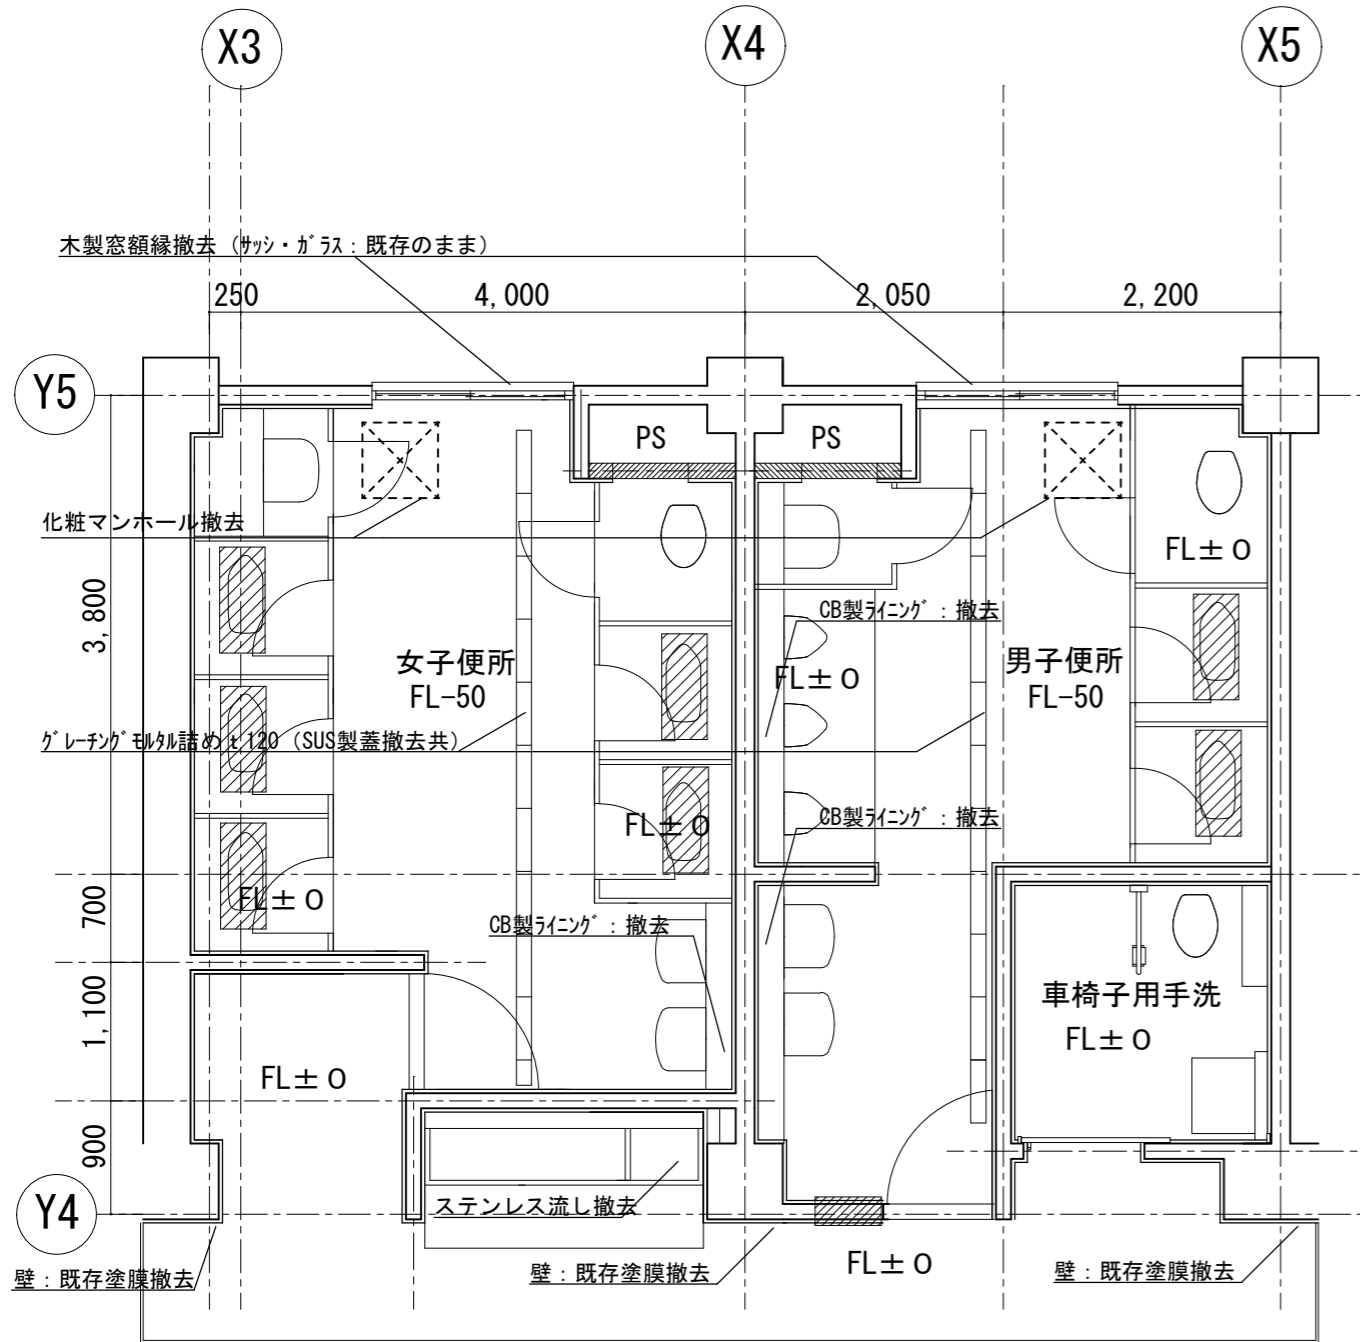 X3
X4
X5
木製窓額縁撤去（ｻｯｼ・ｶﾞﾗｽ：既存のまま）
250
4,000
2,050
2,200
Y5
PS
PS
化粧マンホール撤去
FL±0
3,800
CB製ﾗｲﾆﾝｸﾞ：撤去
女子便所
FL-50
FL±0
男子便所
FL-50
ｸﾞﾚｰﾁﾝｸﾞﾓﾙﾀﾙ詰め t 120（SUS製蓋撤去共）
FL±0
CB製ﾗｲﾆﾝｸﾞ：撤去
700
FL±0
CB製ﾗｲﾆﾝｸﾞ：撤去
1,100
車椅子用手洗
FL±0
FL±0
900
Y4
ステンレス流し撤去
壁：既存塗膜撤去
壁：既存塗膜撤去
FL±0
壁：既存塗膜撤去